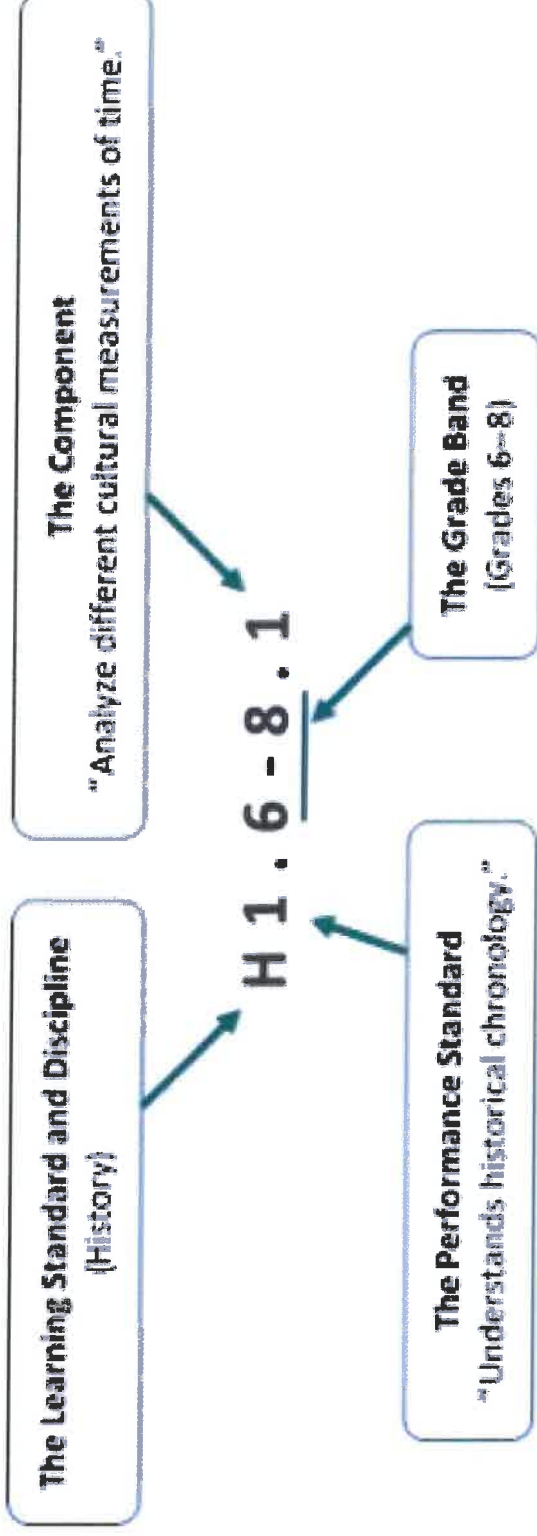 The Learning Standard and Discipline
(History)
The Component
"Analyze different cultural measurements of time."
H 1 . 6 - 8 . 1
The Performance Standard
"Understands historical chronology."
The Grade Band
(Grades 6–8)